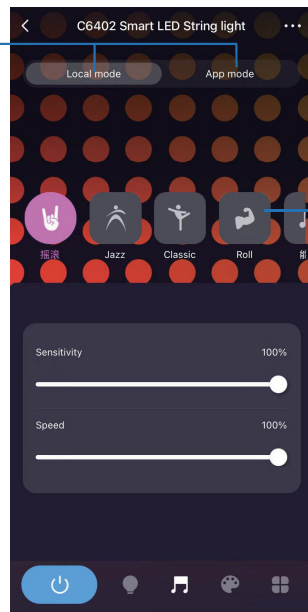 C6402 Smart LED String light
Local mode App mode
摇滚 Jazz Classic Roll
Sensitivity 100%
Speed 100%